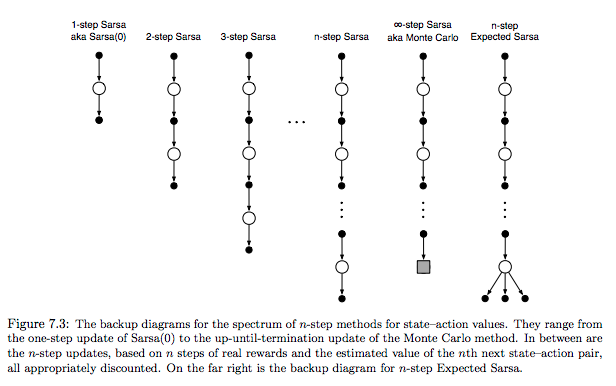 1-step Sarsa
aka Sarsa(0)
2-step Sarsa
3-step Sarsa
n-step Sarsa
∞-step Sarsa
aka Monte Carlo
n-step
Expected Sarsa
Figure 7.3: The backup diagrams for the spectrum of n-step methods for state–action values. They range from
the one-step update of Sarsa(0) to the up-until-termination update of the Monte Carlo method. In between are
the n-step updates, based on n steps of real rewards and the estimated value of the nth next state–action pair,
all appropriately discounted. On the far right is the backup diagram for n-step Expected Sarsa.